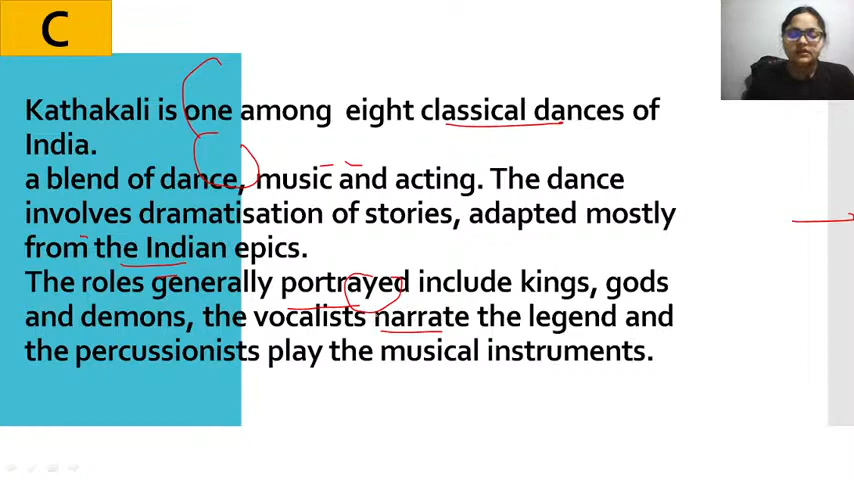 C
Kathakali is one among eight classical dances of
India.
a blend of dance, music and acting. The dance
involves dramatisation of stories, adapted mostly
from the Indian epics.
The roles generally portrayed include kings, gods
and demons, the vocalists narrate the legend and
the percussionists play the musical instruments.